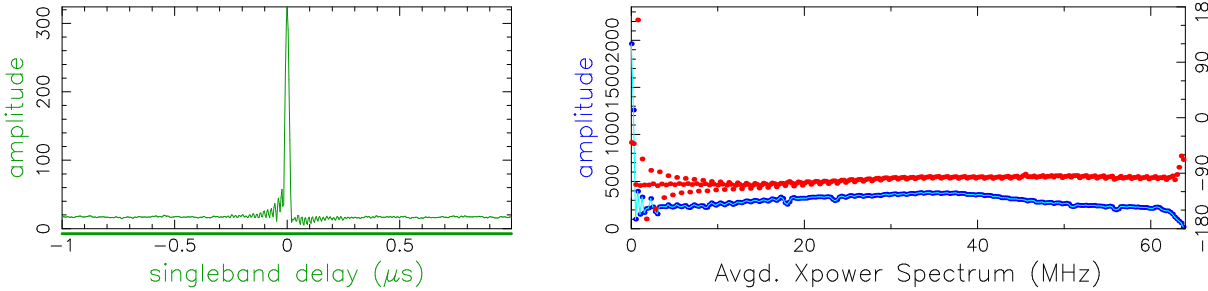 amplitude
0 100 200 300
-1 -0.5 0 0.5
singleband delay (μs)
amplitude
0 500 1000 1500 2000
0 20 40 60
-180 -90 0 90 18
Avgd. Xpower Spectrum (MHz)